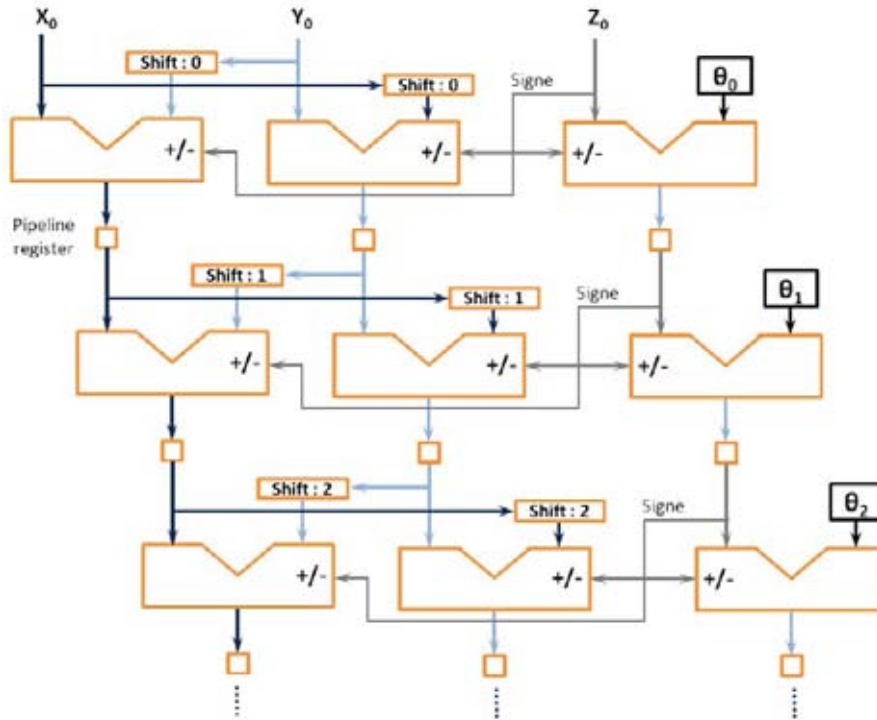 X₀ Y₀ Z₀
Shift : 0
Signe
Shift : 0
θ₀
+/- +/- +/-
Pipeline
register
Shift : 1
Signe
Shift : 1
θ₁
+/- +/- +/-
Shift : 2
Signe
Shift : 2
θ₂
+/- +/- +/-